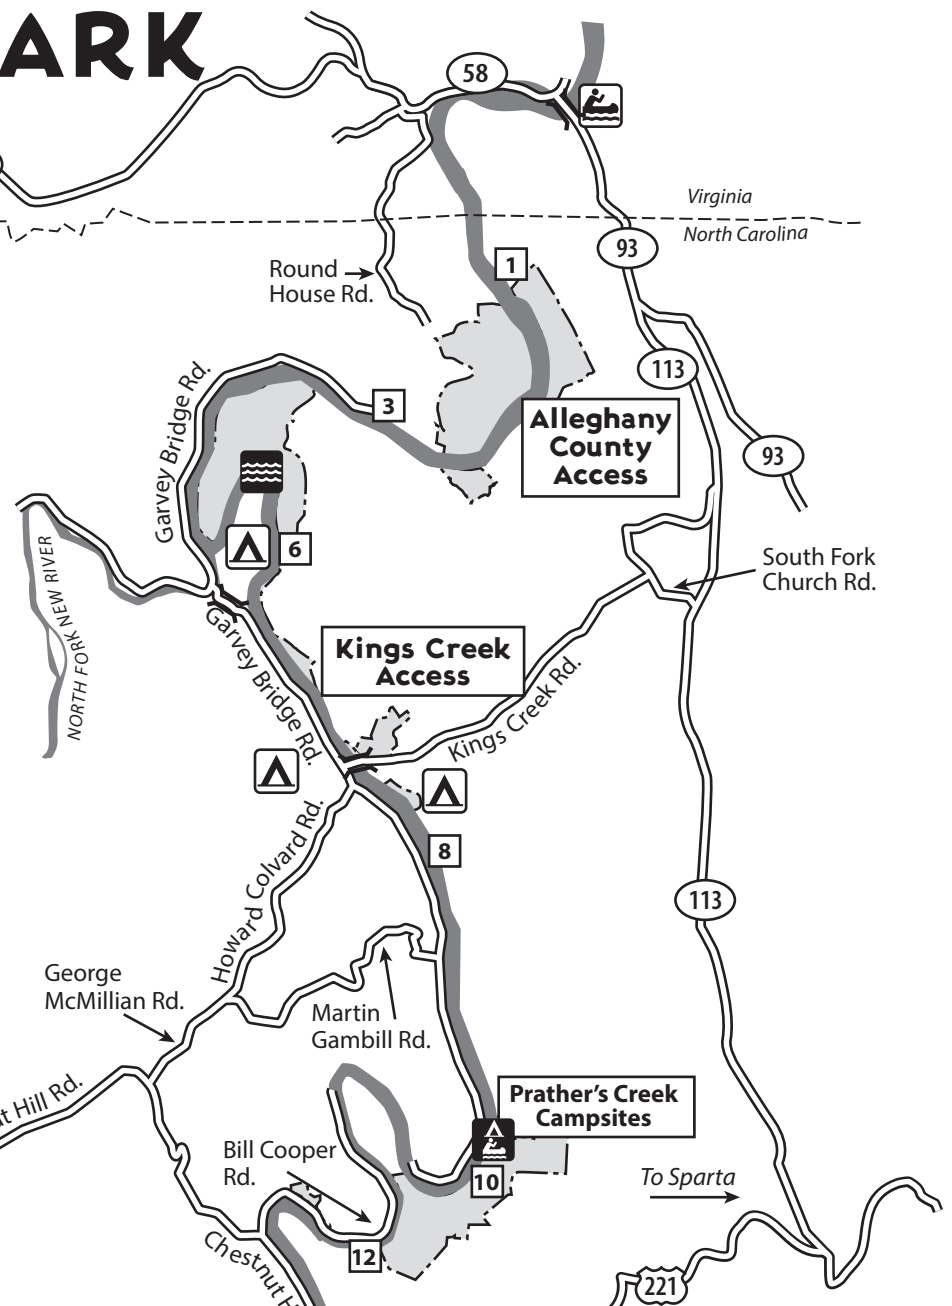 ARK
58
Virginia
North Carolina
93
Round
House Rd.
1
113
Garvey Bridge Rd.
3
Alleghany
County
Access
93
6
South Fork
Church Rd.
NORTH FORK NEW RIVER
Garvey Bridge Rd.
Kings Creek
Access
Kings Creek Rd.
Howard Colvard Rd.
8
113
George
McMillian Rd.
Martin
Gambill Rd.
t Hill Rd.
Prather's Creek
Campsites
Bill Cooper
Rd.
10
To Sparta
12
Chestnut H
221